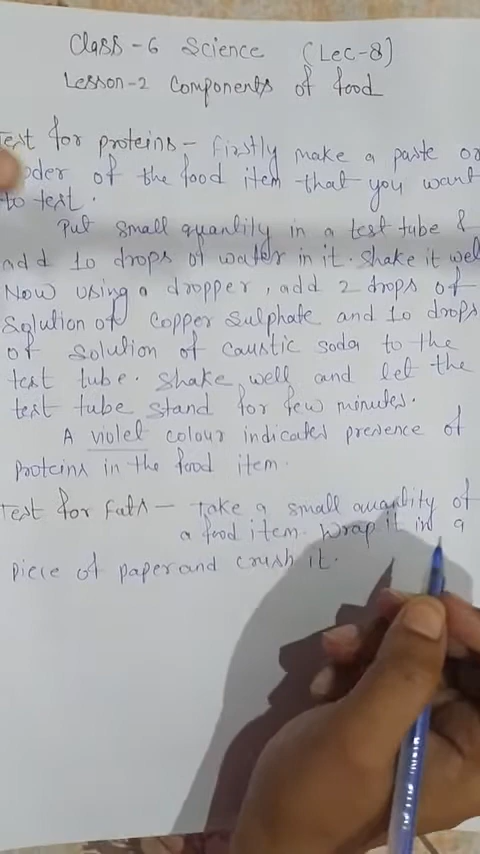 Class-6 Science (Lec-8)
Lesson-2 Components of food
Test for proteins - Firstly make a paste or
oder of the food item that you want
to test.
Put small quantity in a test tube &
add 10 drops of water in it. Shake it wel
Now using a dropper, add 2 drops of
Solution of Copper Sulphate and 10 drops
of solution of caustic soda to the
test tube. Shake well and let the
test tube stand for few minutes.
A violet colour indicates presence of
proteins in the food item.
Test for Fats - Take a small quantity of
a food item. Wrap it in a
piece of paper and crush it.